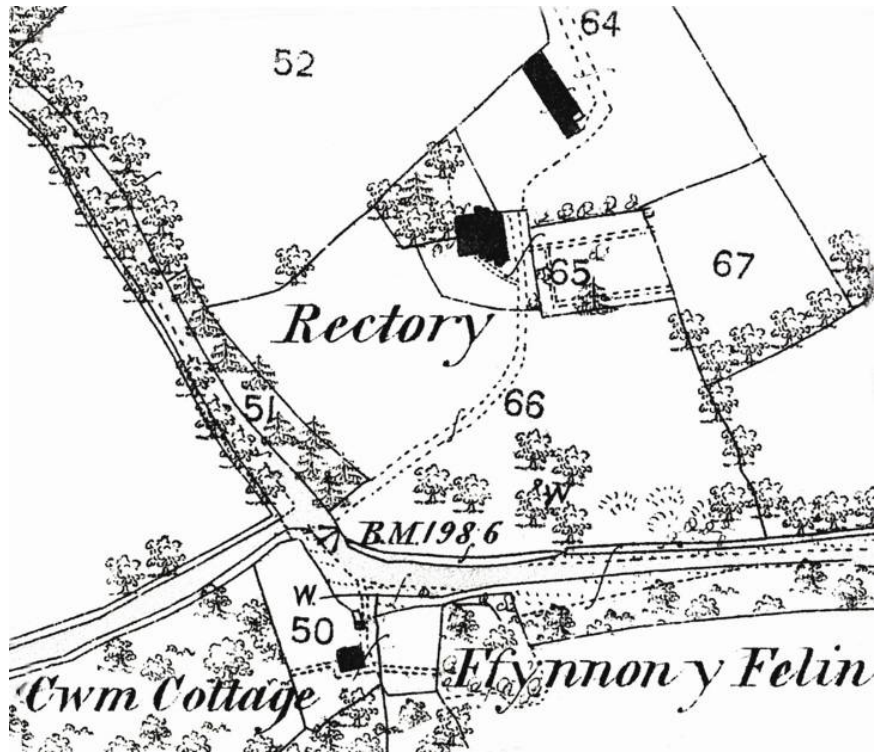 64
52
65
67
Rectory
51
66
W
B.M.198.6
W.
50
Ffynnon y Felin
Cwm Cottage